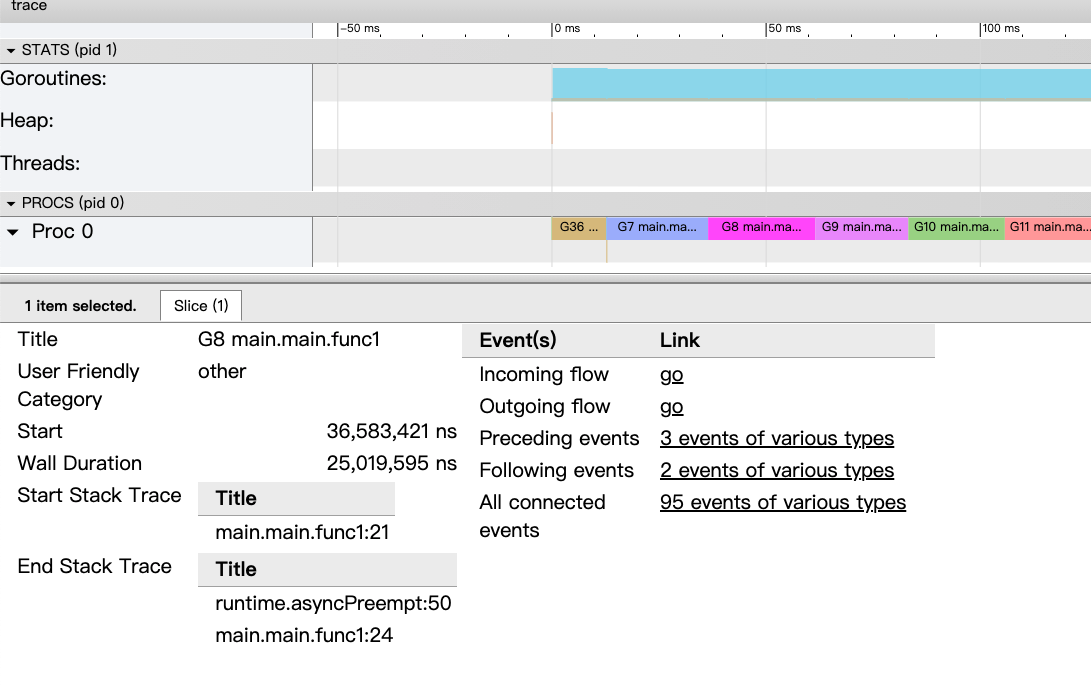 trace
−50 ms
0 ms
50 ms
100 ms
STATS (pid 1)
Goroutines:
Heap:
Threads:
PROCS (pid 0)
Proc 0
G36 ...
G7 main.ma...
G8 main.ma...
G9 main.ma...
G10 main.ma...
G11 main.ma...
1 item selected.
Slice (1)
Title
G8 main.main.func1
User Friendly
Category
other
Start
36,583,421 ns
Wall Duration
25,019,595 ns
Start Stack Trace
Title
main.main.func1:21
End Stack Trace
Title
runtime.asyncPreempt:50
main.main.func1:24
Event(s)
Link
Incoming flow
go
Outgoing flow
go
Preceding events
3 events of various types
Following events
2 events of various types
All connected
events
95 events of various types